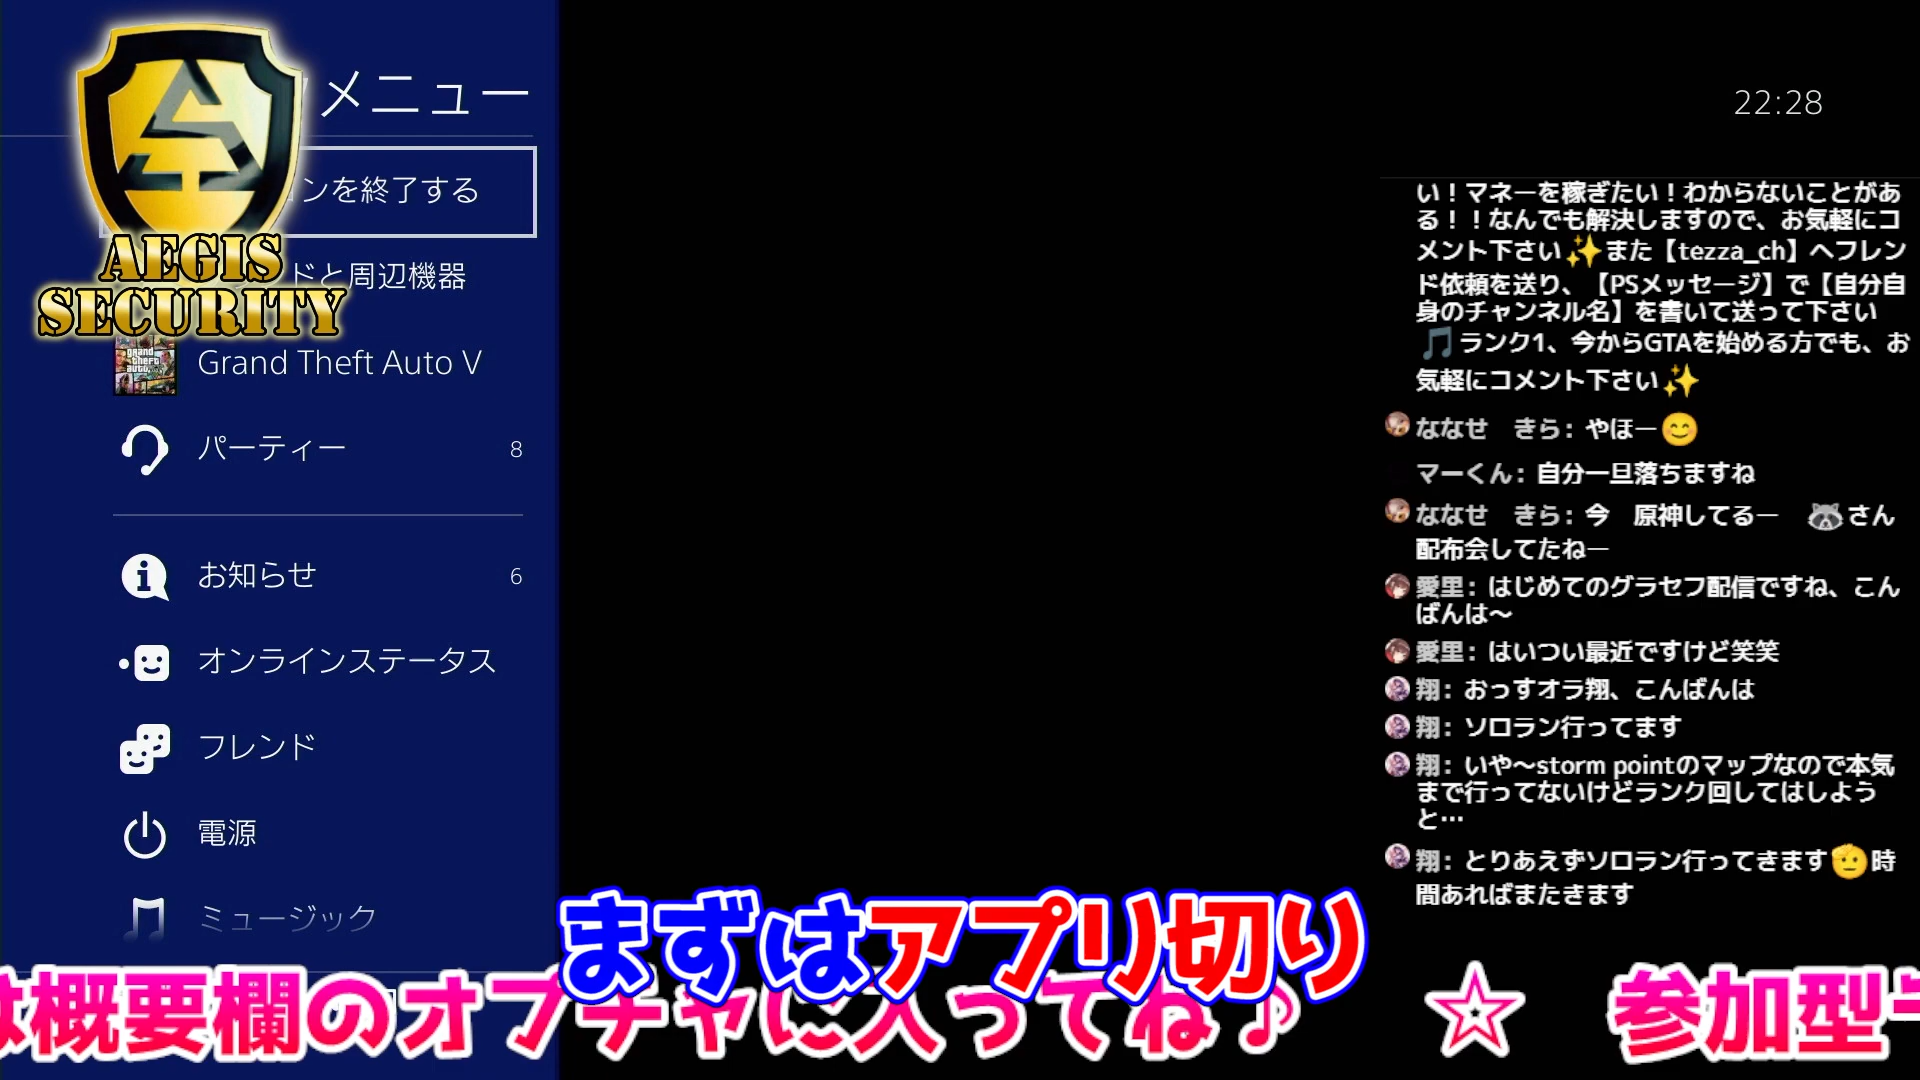 メニュー
ンを終了する
AEGIS
SECURITY
ドと周辺機器
grand
theft
auto
Grand Theft Auto V
パーティー 8
お知らせ 6
オンラインステータス
フレンド
電源
ミュージック
22:28
い！マネーを稼ぎたい！わからないことがあ
る！！なんでも解決しますので、お気軽にコ
メント下さい✨また【tezza_ch】へフレン
ド依頼を送り、【PSメッセージ】で【自分自
身のチャンネル名】を書いて送って下さい
🎵ランク1、今からGTAを始める方でも、お
気軽にコメント下さい✨
ななせ　きら: やほー😊
マーくん: 自分一旦落ちますね
ななせ　きら: 今　原神してるー　🦝さん
配布会してたねー
愛里: はじめてのグラセフ配信ですね、こん
ばんは〜
愛里: はいつい最近ですけど笑笑
翔: おっすオラ翔、こんばんは
翔: ソロラン行ってます
翔: いや〜storm pointのマップなので本気
まで行ってないけどランク回してはしよう
と…
翔: とりあえずソロラン行ってきます🫡時
間あればまたきます
まずはアプリ切り
は概要欄のオプチャに入ってね♪　☆　参加型